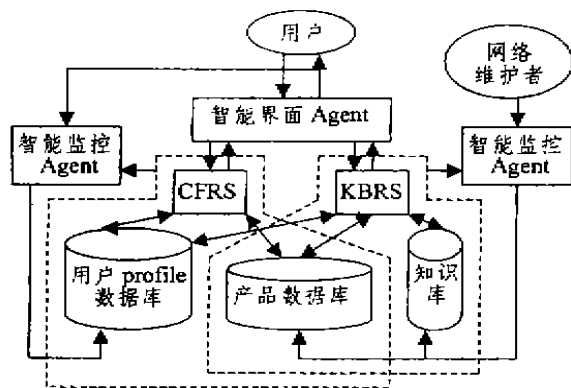 用户
网络
维护者
智能界面 Agent
智能监控
Agent
智能监控
Agent
CFRS
KBRS
用户 profile
数据库
产品数据库
知识
库